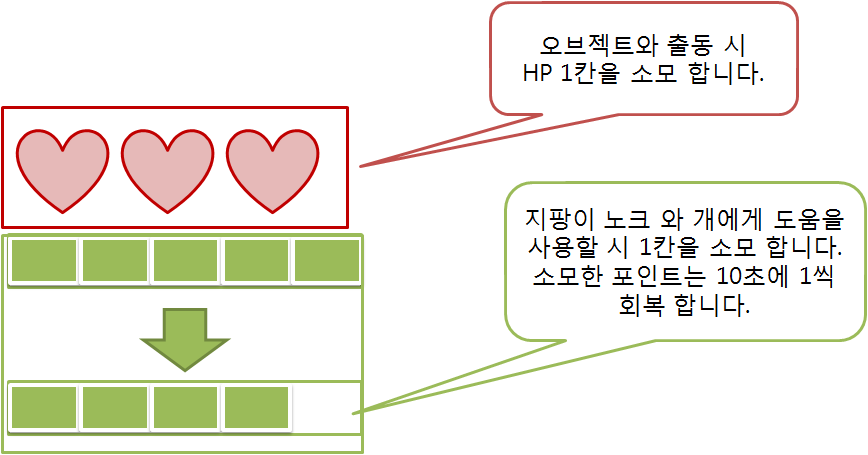 오브젝트와 출동 시
HP 1칸을 소모 합니다.
지팡이 노크 와 개에게 도움을
사용할 시 1칸을 소모 합니다.
소모한 포인트는 10초에 1씩
회복 합니다.